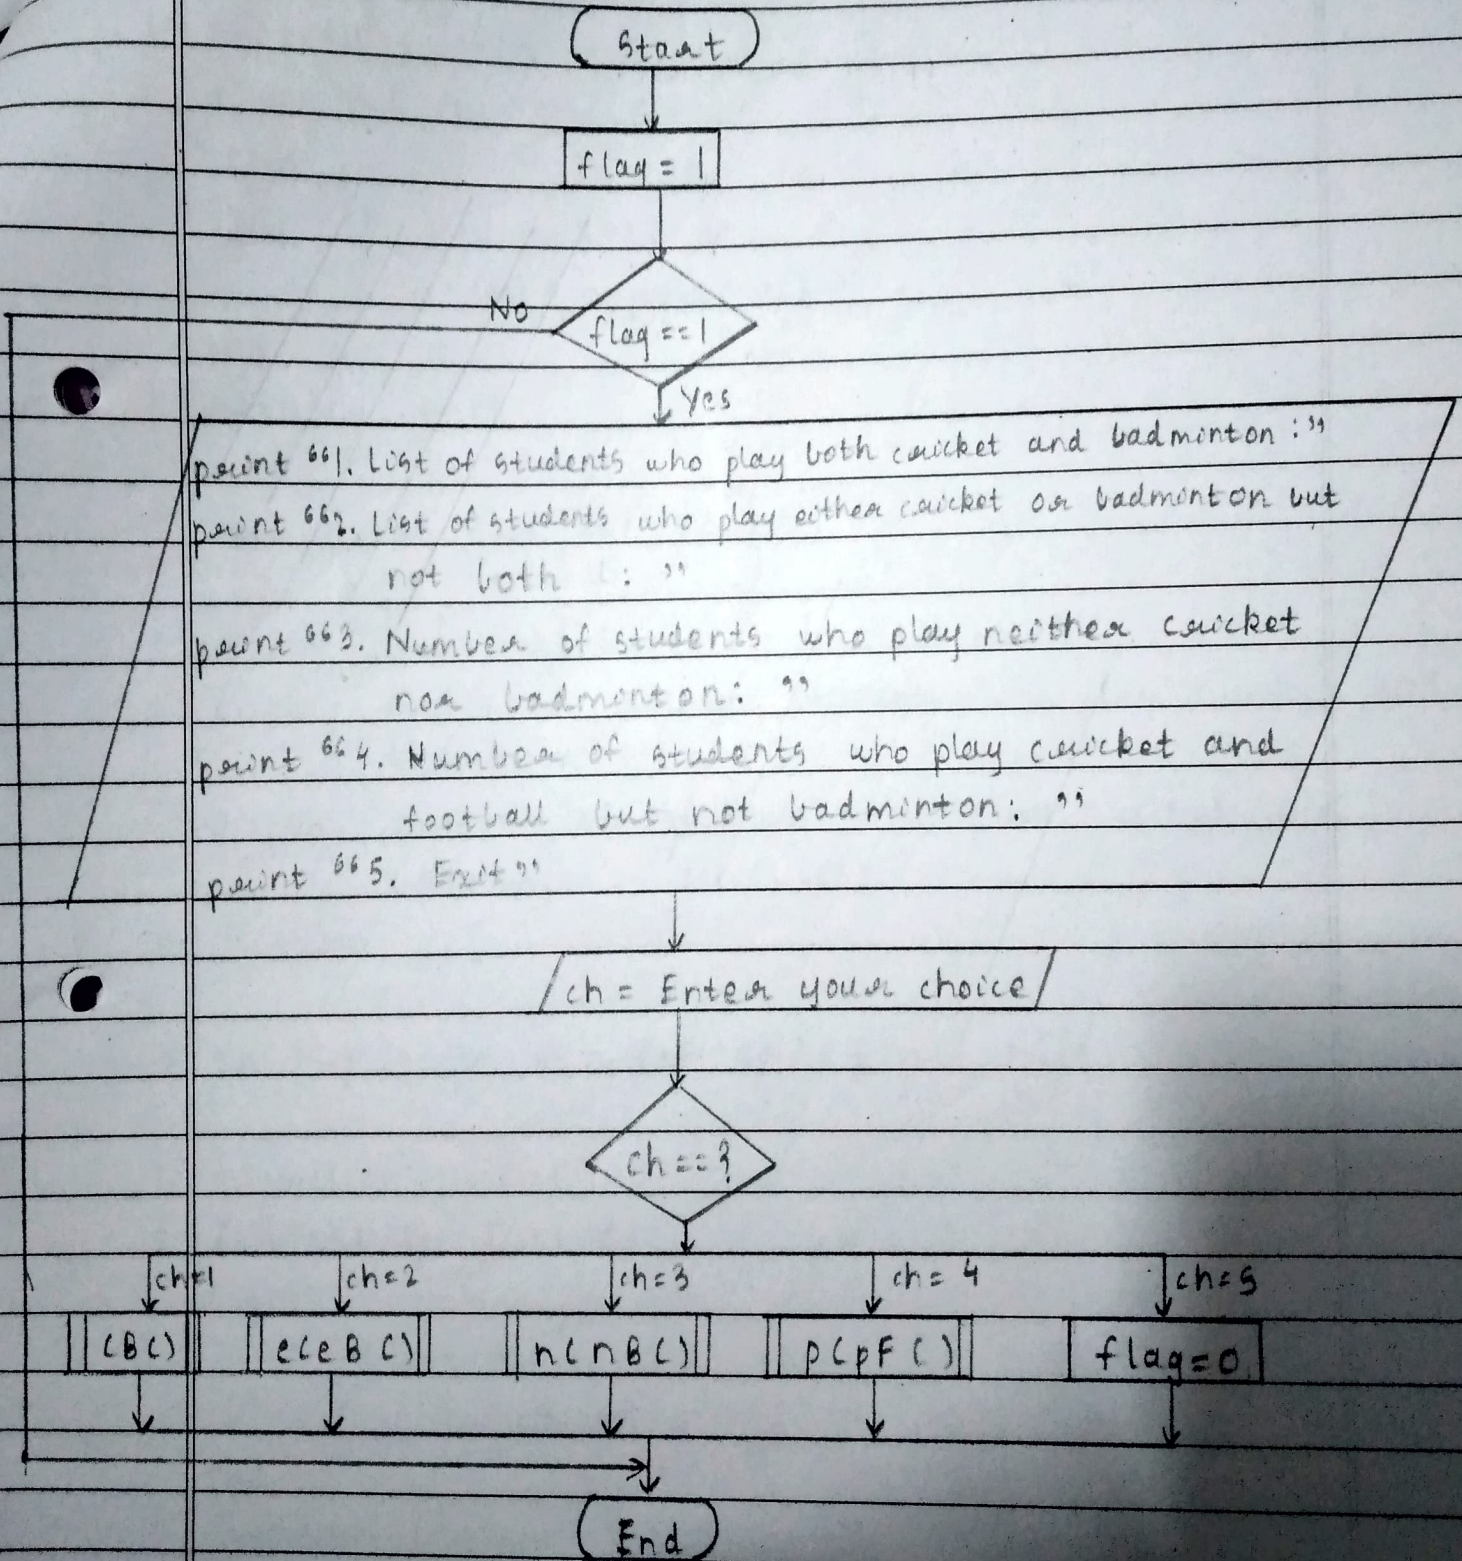 Start
flag = 1
No
flag == 1
Yes
print “1. List of students who play both cricket and badminton :”
print “2. List of students who play either cricket or badminton but
not both : ”
print “3. Number of students who play neither cricket
nor badminton: ”
print “4. Number of students who play cricket and
football but not badminton: ”
print “5. Exit”
ch = Enter your choice
ch==?
ch=1 ch=2 ch=3 ch= 4 ch=5
CBC) eCeBC) nCnBC) pCpFC) flag=0
End